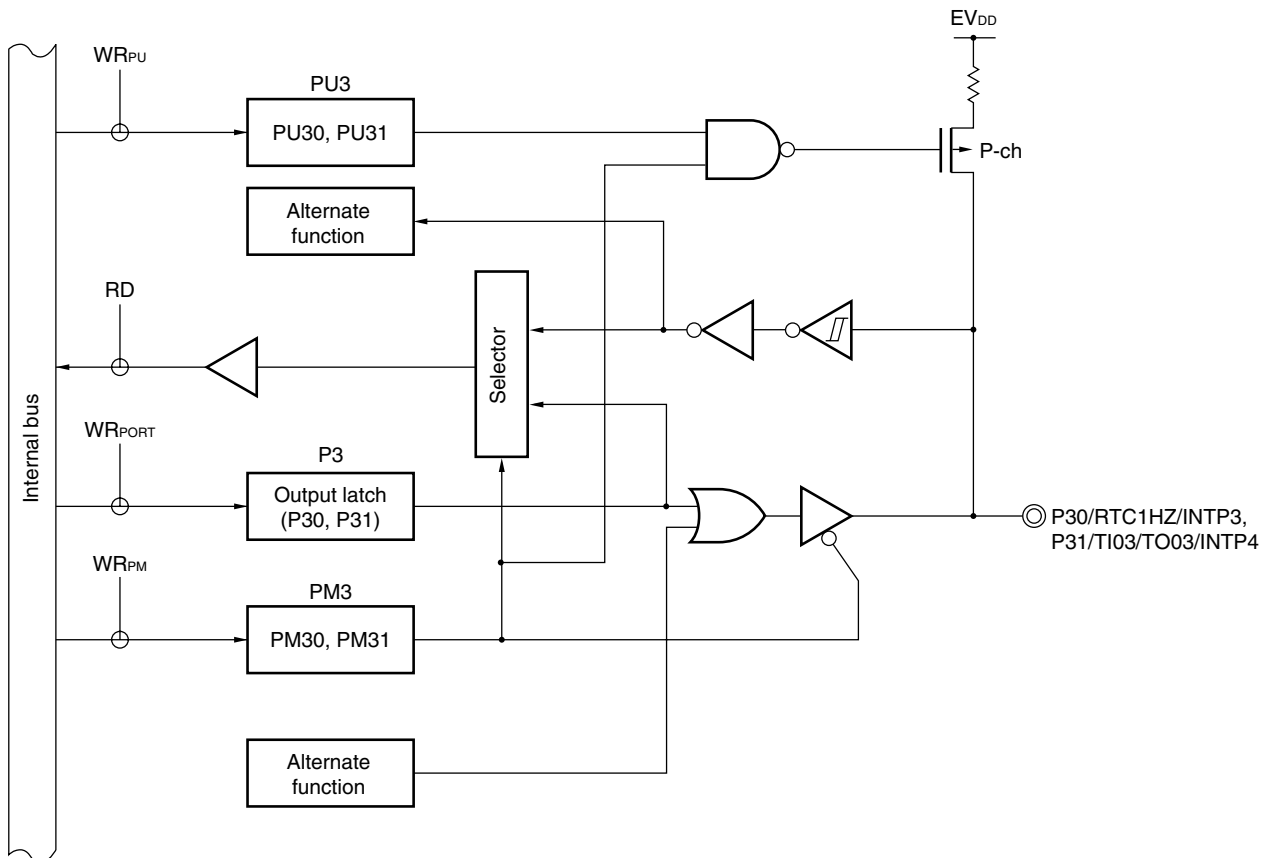 EVDD
WRPU
PU3
PU30, PU31
P-ch
Alternate
function
RD
Selector
Internal bus
WRPORT
P3
Output latch
(P30, P31)
P30/RTC1HZ/INTP3,
P31/TI03/TO03/INTP4
WRPM
PM3
PM30, PM31
Alternate
function